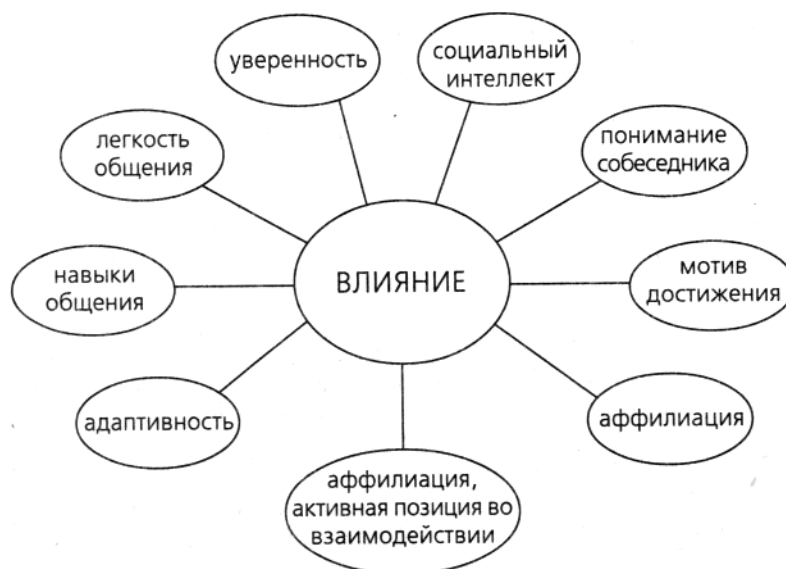 уверенность
социальный
интеллект
легкость
общения
понимание
собеседника
навыки
общения
ВЛИЯНИЕ
мотив
достижения
адаптивность
аффилиация
аффилиация,
активная позиция во
взаимодействии